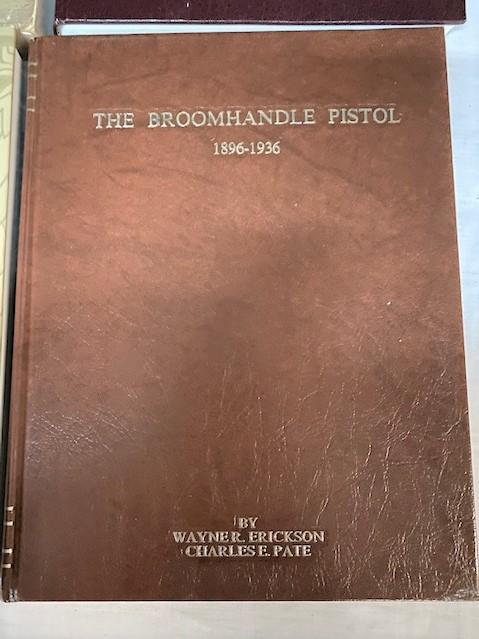 THE BROOMHANDLE PISTOL
1896-1936
BY
WAYNE R. ERICKSON
CHARLES E. PATE